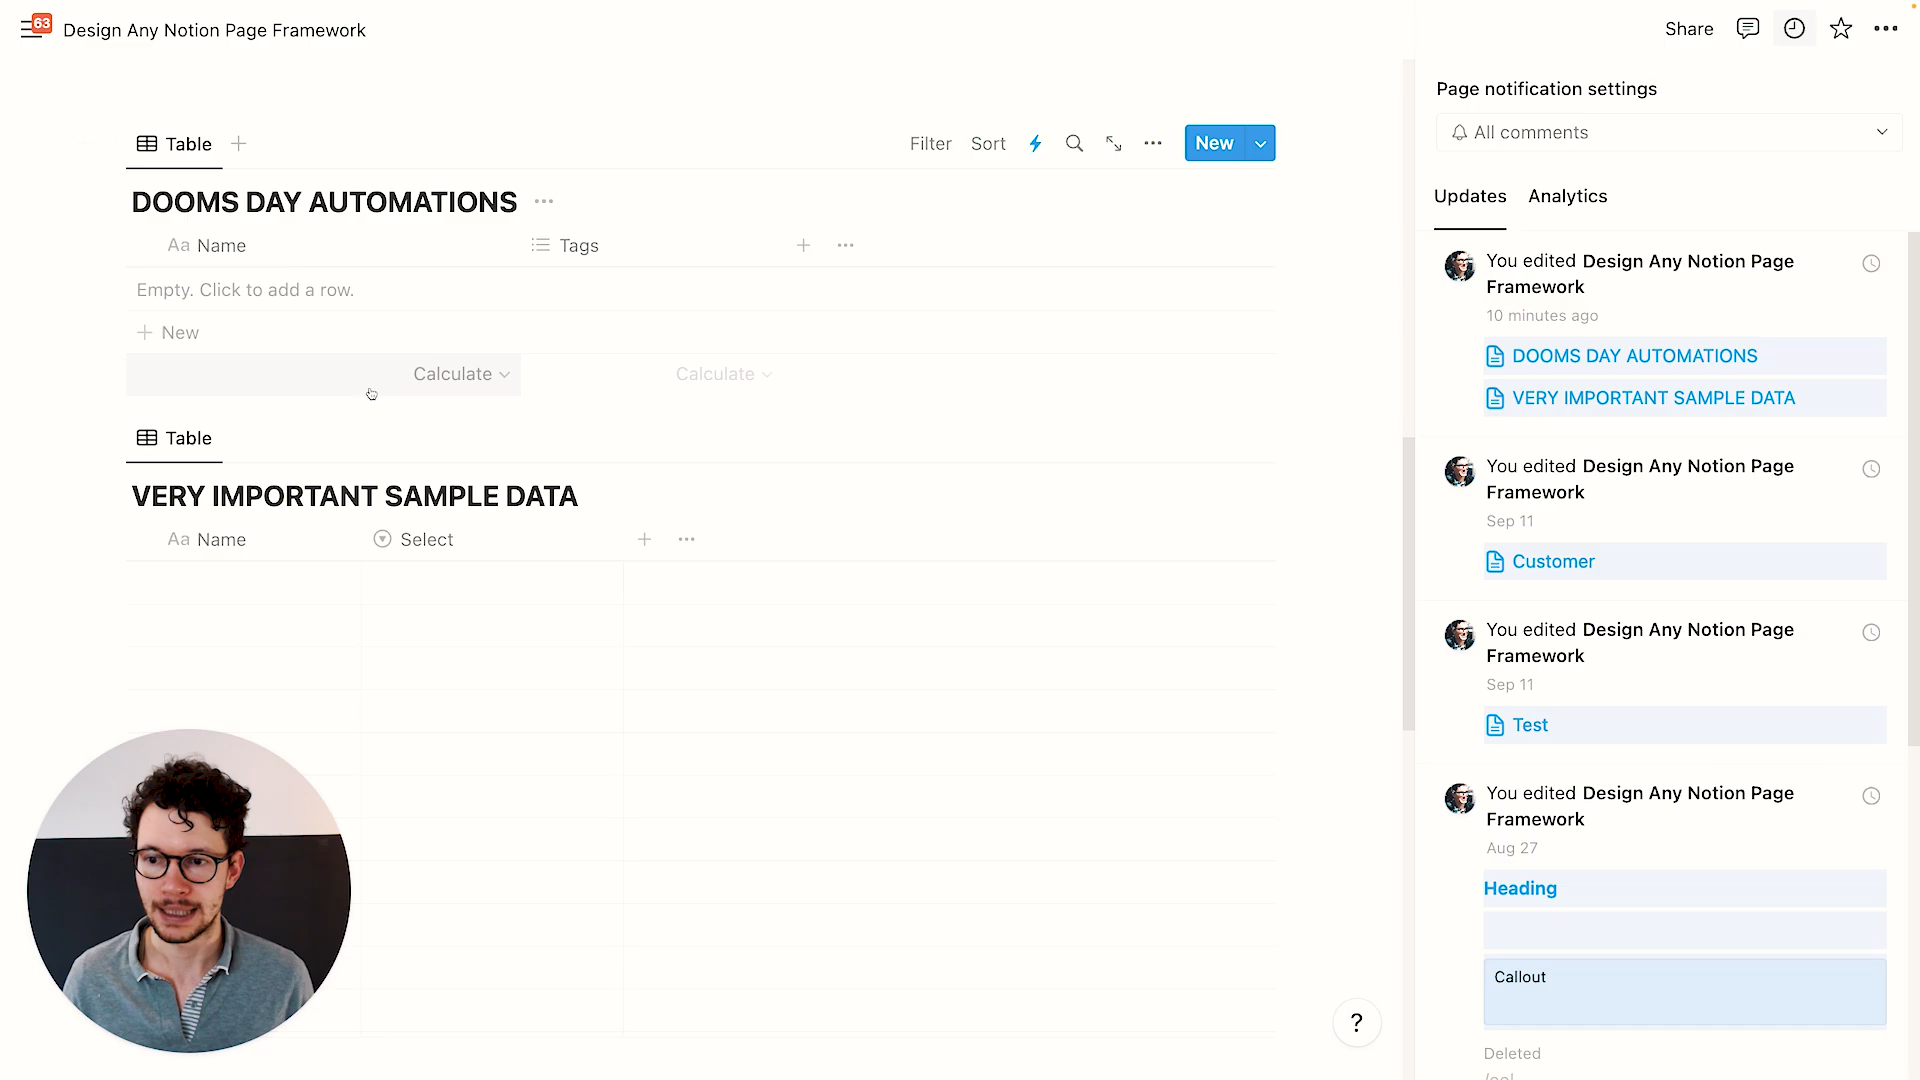 63
Design Any Notion Page Framework
Share
Table
Filter Sort
New
DOOMS DAY AUTOMATIONS
Aa Name
Tags
Empty. Click to add a row.
New
Calculate
Calculate
Table
VERY IMPORTANT SAMPLE DATA
Aa Name
Select
?
Page notification settings
All comments
Updates Analytics
You edited Design Any Notion Page
Framework
10 minutes ago
DOOMS DAY AUTOMATIONS
VERY IMPORTANT SAMPLE DATA
You edited Design Any Notion Page
Framework
Sep 11
Customer
You edited Design Any Notion Page
Framework
Sep 11
Test
You edited Design Any Notion Page
Framework
Aug 27
Heading
Callout
Deleted